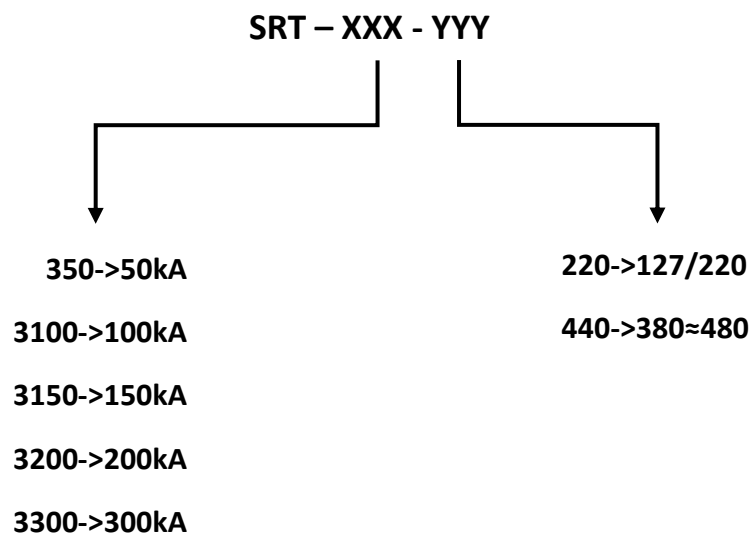 SRT – XXX - YYY
350->50kA
3100->100kA
3150->150kA
3200->200kA
3300->300kA
220->127/220
440->380≈480